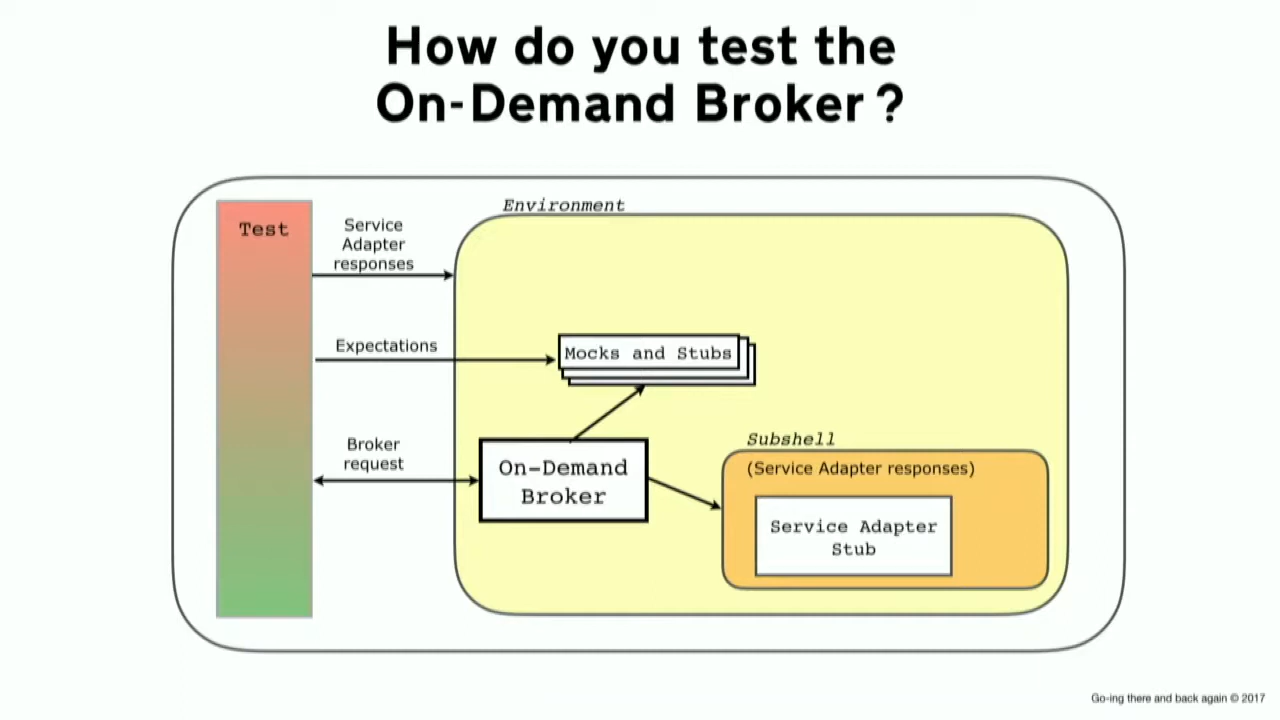 How do you test the
On-Demand Broker ?
Environment
Test
Service
Adapter
responses
Expectations
Mocks and Stubs
Broker
request
On-Demand
Broker
Subshell
(Service Adapter responses)
Service Adapter
Stub
Go-ing there and back again © 2017